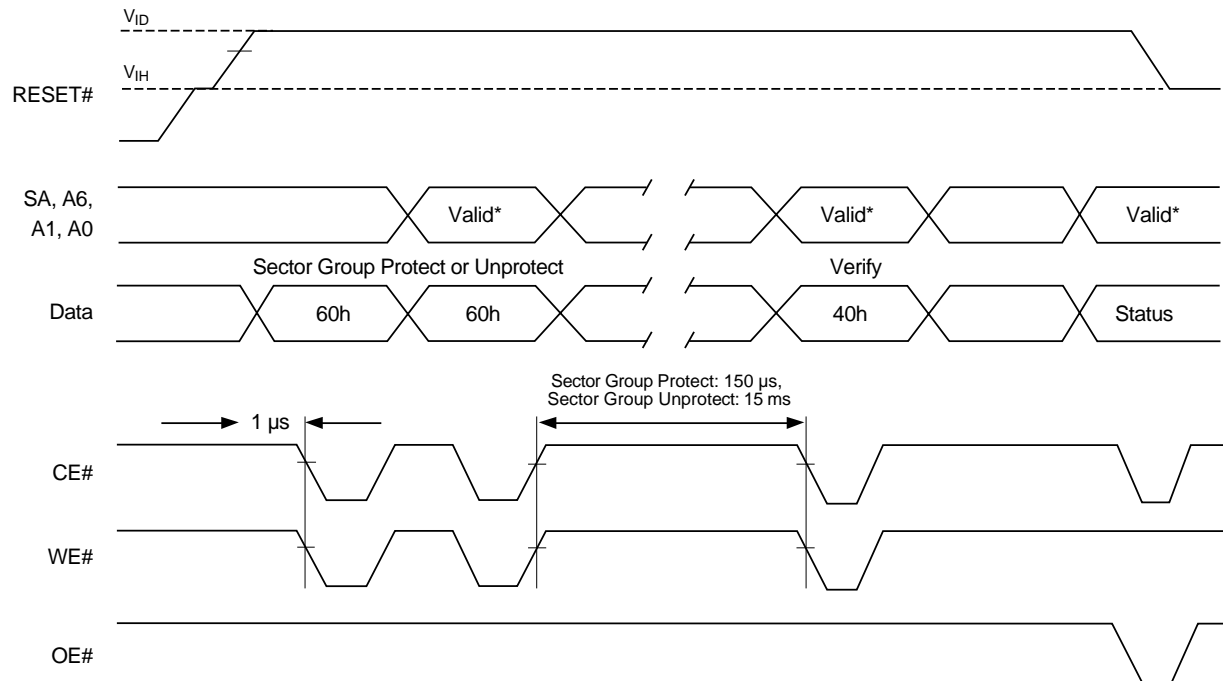 VID
VIH
RESET#
SA, A6,
A1, A0
Valid*
Valid*
Valid*
Sector Group Protect or Unprotect
Verify
Data
60h
60h
40h
Status
Sector Group Protect: 150 µs,
Sector Group Unprotect: 15 ms
1 µs
CE#
WE#
OE#